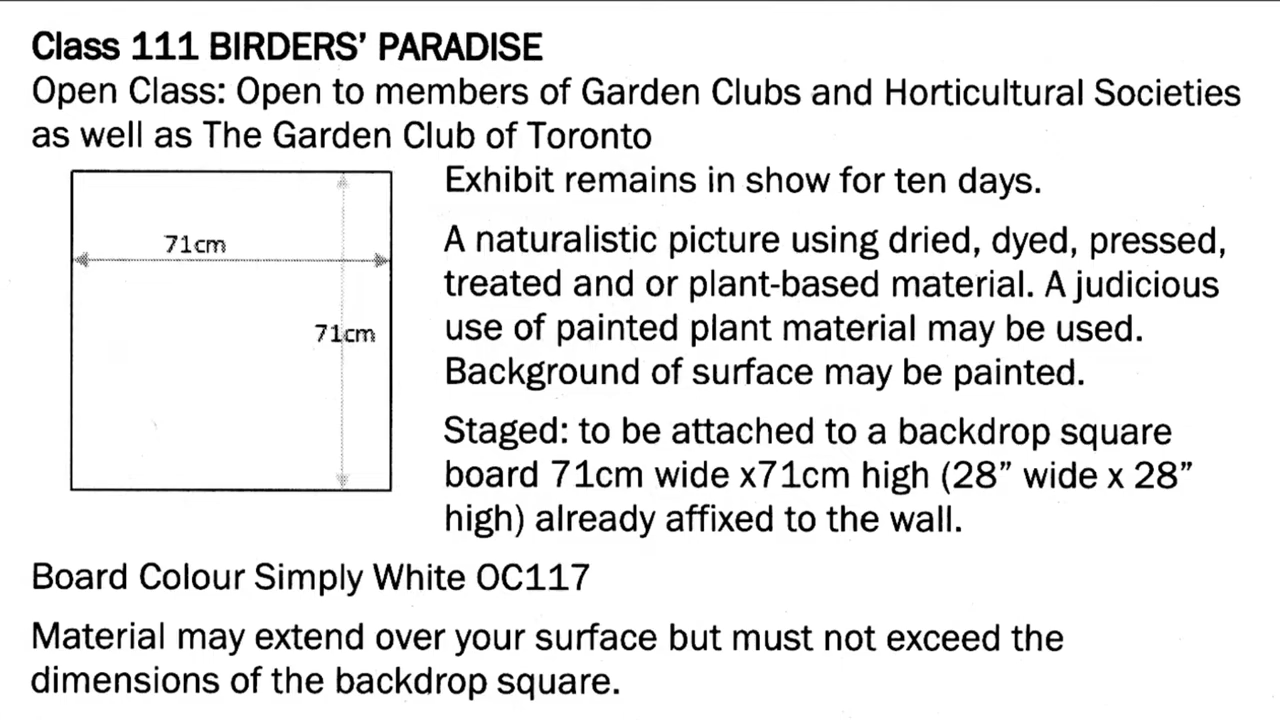 Class 111 BIRDERS’ PARADISE
Open Class: Open to members of Garden Clubs and Horticultural Societies
as well as The Garden Club of Toronto
Exhibit remains in show for ten days.
71cm
71cm
A naturalistic picture using dried, dyed, pressed,
treated and or plant-based material. A judicious
use of painted plant material may be used.
Background of surface may be painted.
Staged: to be attached to a backdrop square
board 71cm wide x71cm high (28” wide x 28”
high) already affixed to the wall.
Board Colour Simply White OC117
Material may extend over your surface but must not exceed the
dimensions of the backdrop square.